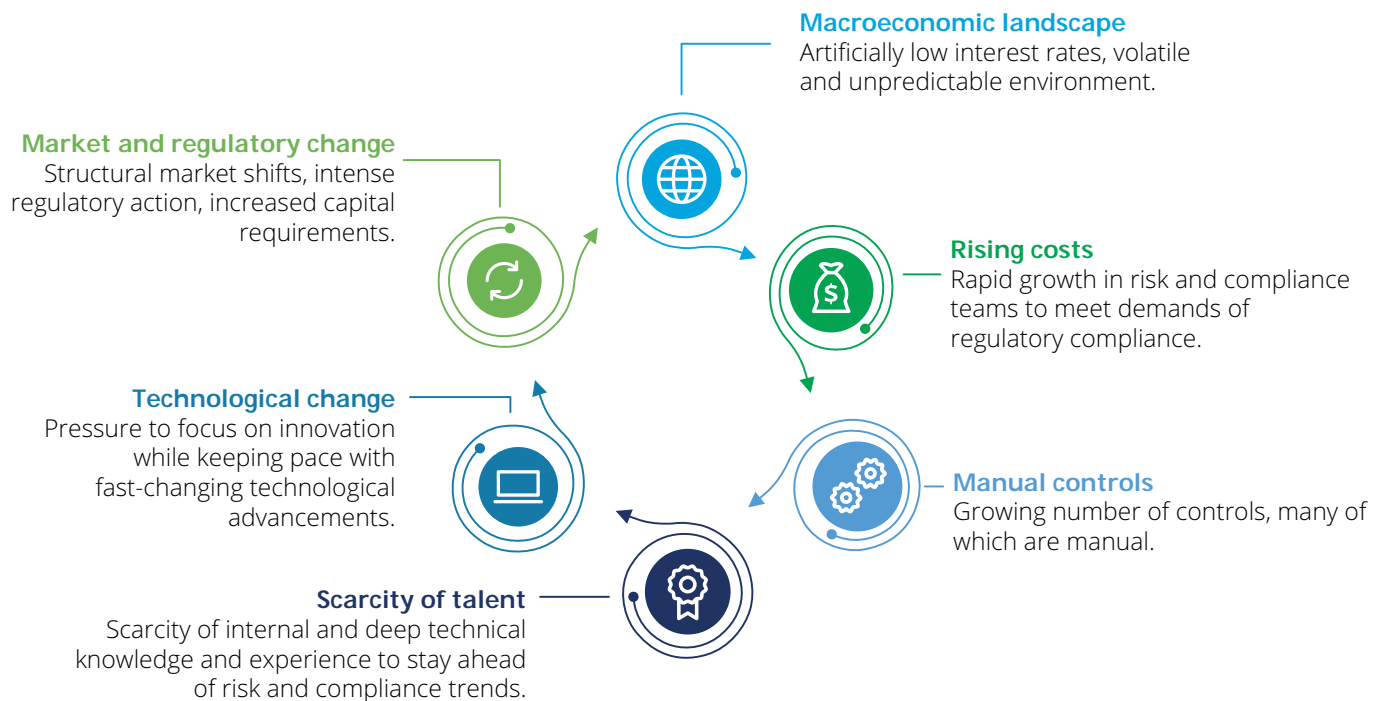 Macroeconomic landscape
Artificially low interest rates, volatile
and unpredictable environment.
Market and regulatory change
Structural market shifts, intense
regulatory action, increased capital
requirements.
$
Rising costs
Rapid growth in risk and compliance
teams to meet demands of
regulatory compliance.
Technological change
Pressure to focus on innovation
while keeping pace with
fast-changing technological
advancements.
Manual controls
Growing number of controls, many of
which are manual.
Scarcity of talent
Scarcity of internal and deep technical
knowledge and experience to stay ahead
of risk and compliance trends.